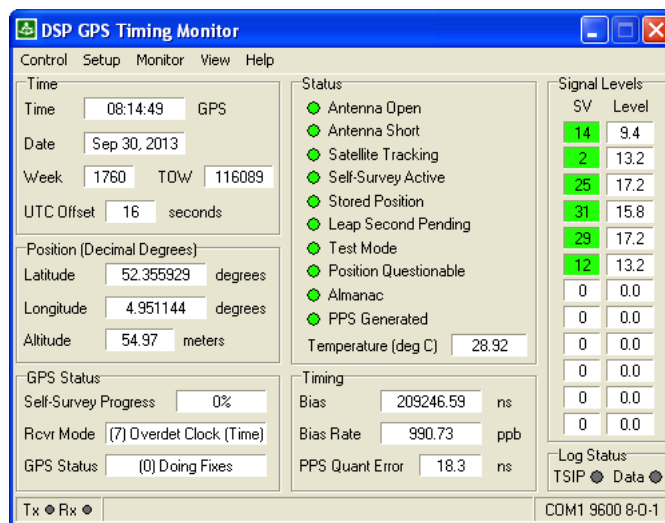 DSP GPS Timing Monitor
Control Setup Monitor View Help
Time
Time 08:14:49 GPS
Date Sep 30, 2013
Week 1760 TOW 116089
UTC Offset 16 seconds
Position (Decimal Degrees)
Latitude 52.355929 degrees
Longitude 4.951144 degrees
Altitude 54.97 meters
GPS Status
Self-Survey Progress 0%
Rcvr Mode (7) Overdet Clock (Time)
GPS Status (0) Doing Fixes
Status
Antenna Open
Antenna Short
Satellite Tracking
Self-Survey Active
Stored Position
Leap Second Pending
Test Mode
Position Questionable
Almanac
PPS Generated
Temperature (deg C) 28.92
Timing
Bias 209246.59 ns
Bias Rate 990.73 ppb
PPS Quant Error 18.3 ns
Signal Levels
SV Level
14 9.4
2 13.2
25 17.2
31 15.8
29 17.2
12 13.2
0 0.0
0 0.0
0 0.0
0 0.0
0 0.0
0 0.0
Log Status
TSIP Data
Tx Rx
COM1 9600 8-O-1